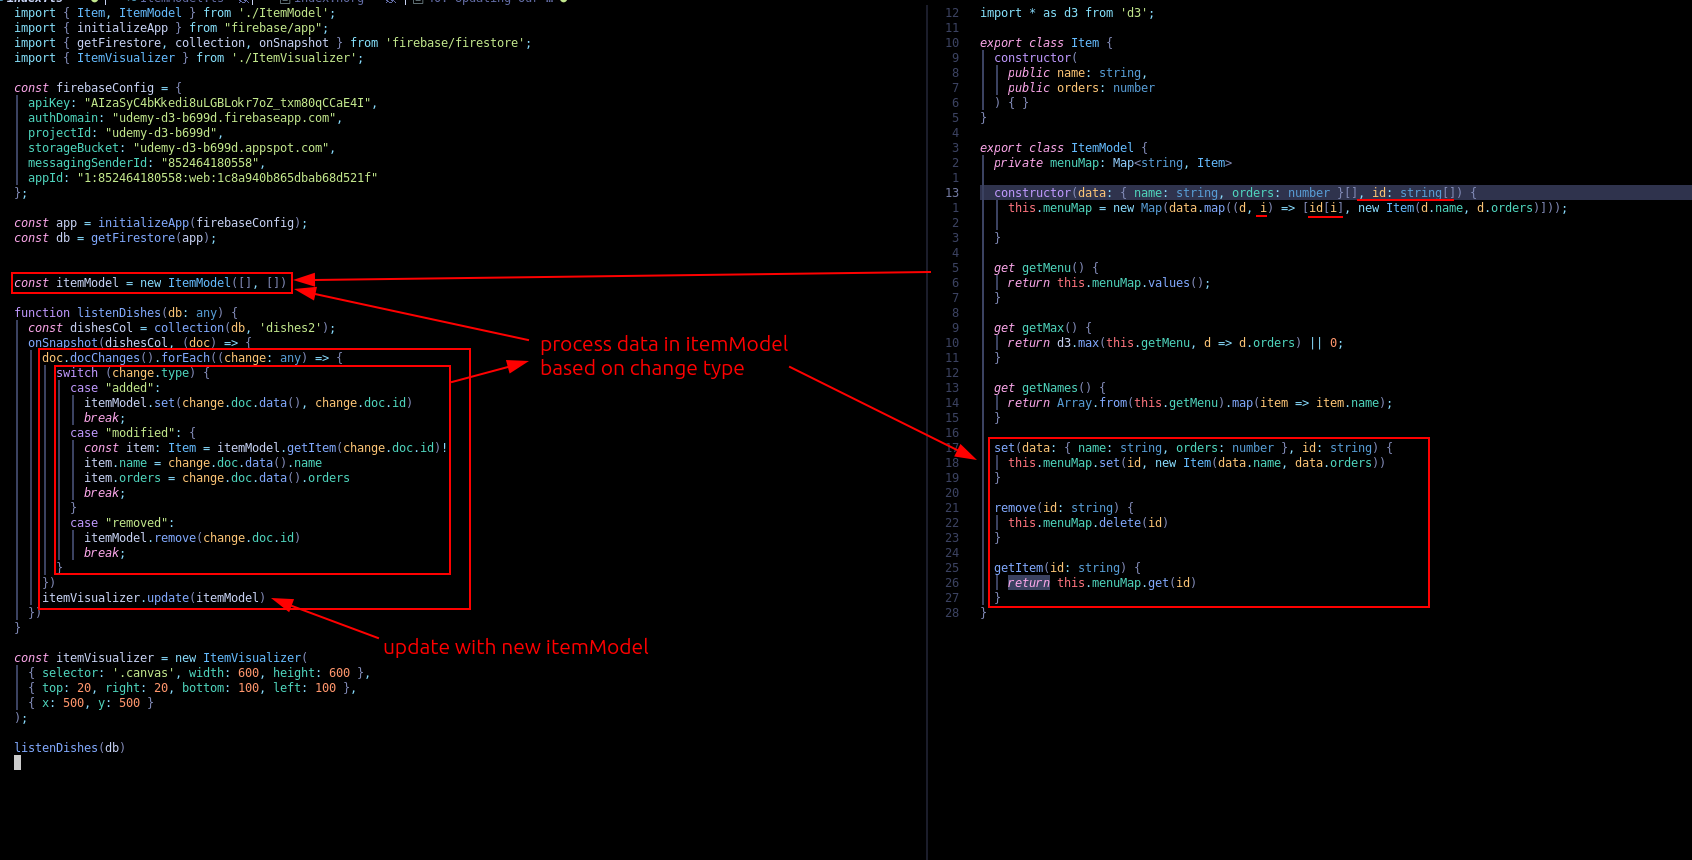 import { Item, ItemModel } from './ItemModel';
import { initializeApp } from "firebase/app";
import { getFirestore, collection, onSnapshot } from 'firebase/firestore';
import { ItemVisualizer } from './ItemVisualizer';
const firebaseConfig = {
apiKey: "AIzaSyC4bKkedi8uLGBLokr7oZ_txm80qCCaE4I",
authDomain: "udemy-d3-b699d.firebaseapp.com",
projectId: "udemy-d3-b699d",
storageBucket: "udemy-d3-b699d.appspot.com",
messagingSenderId: "852464180558",
appId: "1:852464180558:web:1c8a940b865dbab68d521f"
};
const app = initializeApp(firebaseConfig);
const db = getFirestore(app);
const itemModel = new ItemModel([], [])
function listenDishes(db: any) {
const dishesCol = collection(db, 'dishes2');
onSnapshot(dishesCol, (doc) => {
doc.docChanges().forEach((change: any) => {
switch (change.type) {
case "added":
itemModel.set(change.doc.data(), change.doc.id)
break;
case "modified": {
const item: Item = itemModel.getItem(change.doc.id)!
item.name = change.doc.data().name
item.orders = change.doc.data().orders
break;
}
case "removed":
itemModel.remove(change.doc.id)
break;
}
})
itemVisualizer.update(itemModel)
})
}
const itemVisualizer = new ItemVisualizer(
{ selector: '.canvas', width: 600, height: 600 },
{ top: 20, right: 20, bottom: 100, left: 100 },
{ x: 500, y: 500 }
);
listenDishes(db)
process data in itemModel
based on change type
update with new itemModel
12 import * as d3 from 'd3';
11
10 export class Item {
9 constructor(
8 public name: string,
7 public orders: number
6 ) { }
5 }
4
3 export class ItemModel {
2 private menuMap: Map<string, Item>
1
13 constructor(data: { name: string, orders: number }[], id: string[]) {
1 this.menuMap = new Map(data.map((d, i) => [id[i], new Item(d.name, d.orders)]));
2
3 }
4
5 get getMenu() {
6 return this.menuMap.values();
7 }
8
9 get getMax() {
10 return d3.max(this.getMenu, d => d.orders) || 0;
11 }
12
13 get getNames() {
14 return Array.from(this.getMenu).map(item => item.name);
15 }
16
17 set(data: { name: string, orders: number }, id: string) {
18 this.menuMap.set(id, new Item(data.name, data.orders))
19 }
20
21 remove(id: string) {
22 this.menuMap.delete(id)
23 }
24
25 getItem(id: string) {
26 return this.menuMap.get(id)
27 }
28 }